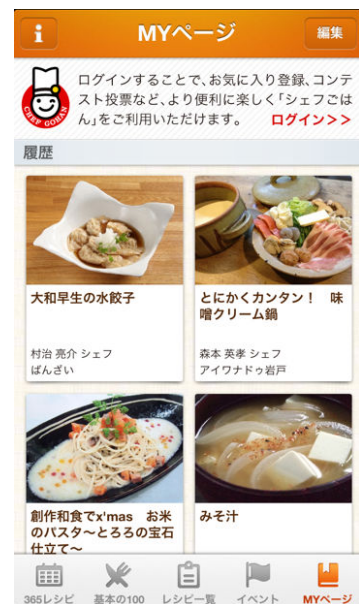 MYページ
編集
ログインすることで、お気に入り登録、コンテ
スト投票など、より便利に楽しく「シェフごは
ん」をご利用いただけます。 ログイン>>
CHEF GOHAN
履歴
大和早生の水餃子
村治 亮介 シェフ
ばんざい
とにかくカンタン! 味
噌クリーム鍋
森本 英孝 シェフ
アイワナドゥ岩戸
創作和食でx'mas お米
のパスタ~とろろの宝石
仕立て~
みそ汁
365レシピ
基本の100
レシピ一覧
イベント
MYページ